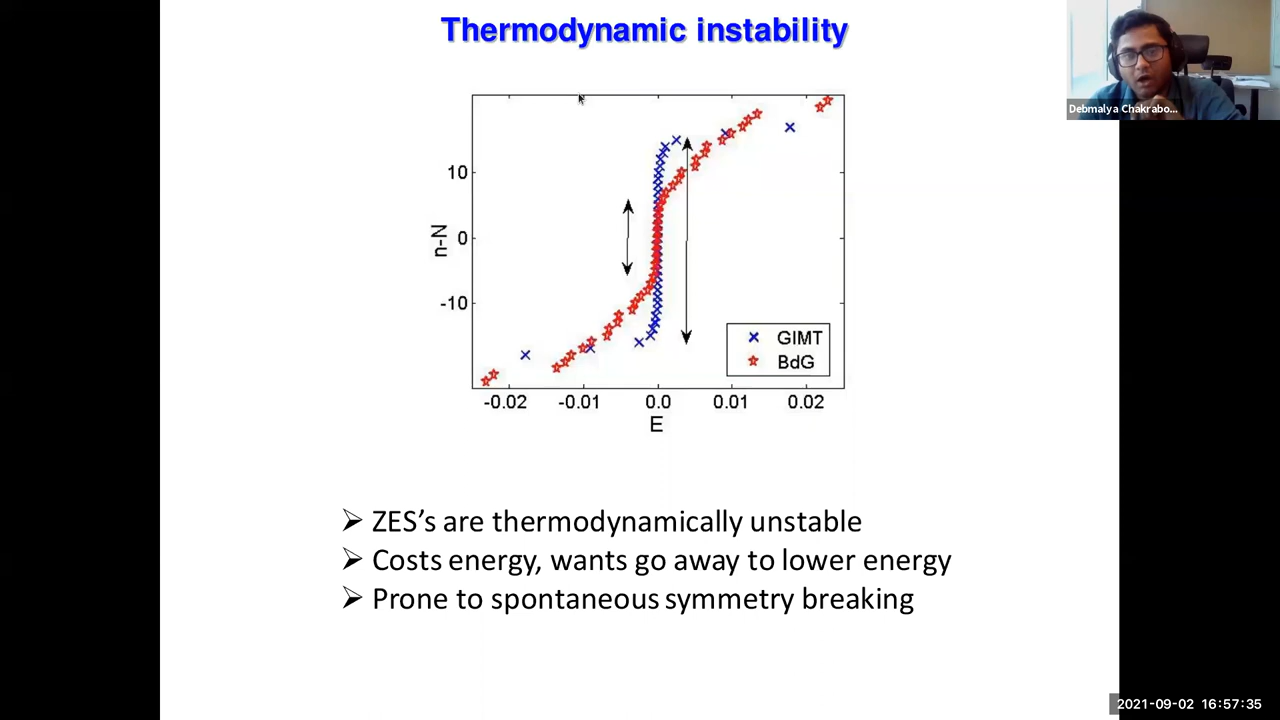 Thermodynamic instability
Debmalya Chakrabo...
10
0
-10
n-N
GIMT
BdG
-0.02 -0.01 0.0 0.01 0.02
E
ZES’s are thermodynamically unstable
Costs energy, wants go away to lower energy
Prone to spontaneous symmetry breaking
2021-09-02 16:57:35